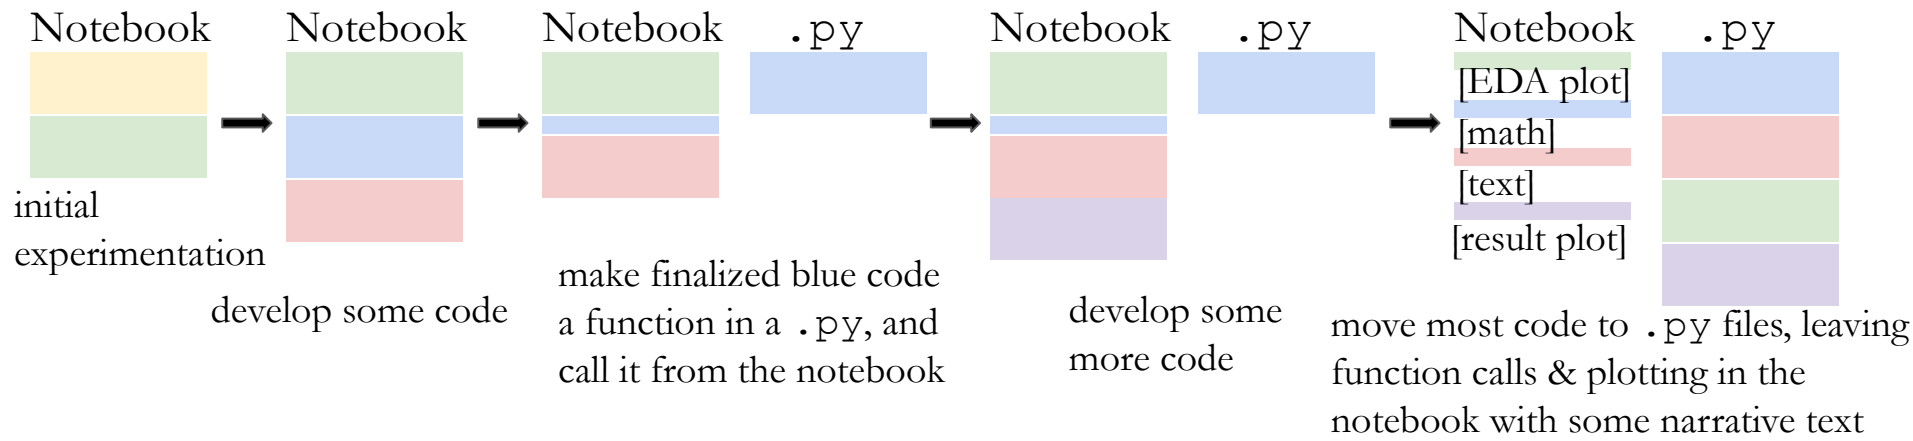 Notebook
Notebook
Notebook
.py
Notebook
.py
Notebook
.py
[EDA plot]
[math]
[text]
[result plot]
initial
experimentation
develop some code
make finalized blue code
a function in a .py, and
call it from the notebook
develop some
more code
move most code to .py files, leaving
function calls & plotting in the
notebook with some narrative text